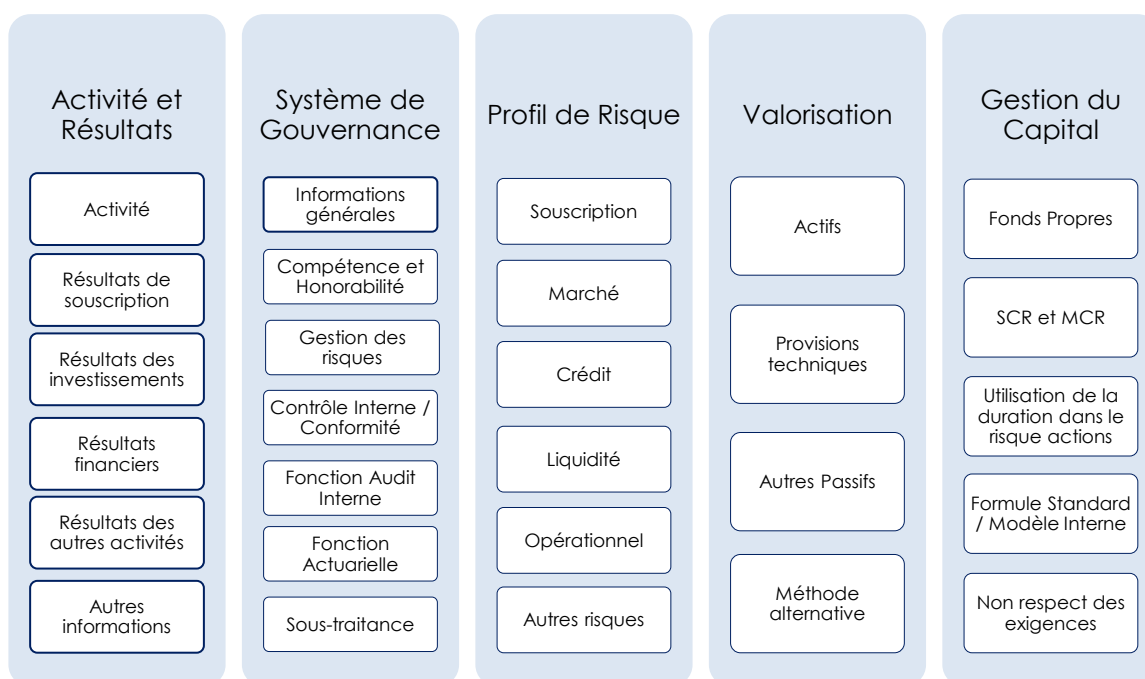 Activité et
Résultats
Activité
Résultats de
souscription
Résultats des
investissements
Résultats
financiers
Résultats des
autres activités
Autres
informations
Système de
Gouvernance
Informations
générales
Compétence et
Honorabilité
Gestion des
risques
Contrôle Interne /
Conformité
Fonction Audit
Interne
Fonction
Actuarielle
Sous-traitance
Profil de Risque
Souscription
Marché
Crédit
Liquidité
Opérationnel
Autres risques
Valorisation
Actifs
Provisions
techniques
Autres Passifs
Méthode
alternative
Gestion du
Capital
Fonds Propres
SCR et MCR
Utilisation de la
duration dans le
risque actions
Formule Standard
/ Modèle Interne
Non respect des
exigences